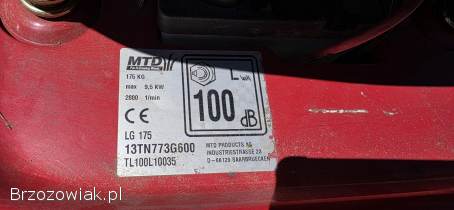 MTD
175 KG
max 9,5 KW
2800 1/min
CE
LG 175
13TN773G600
TL100L10035
L
100
dB
MTD PRODUCTS AG
INDUSTRIESTRASSE 23
D-66129 SAARBRUECKEN
Brzozowiak.pl